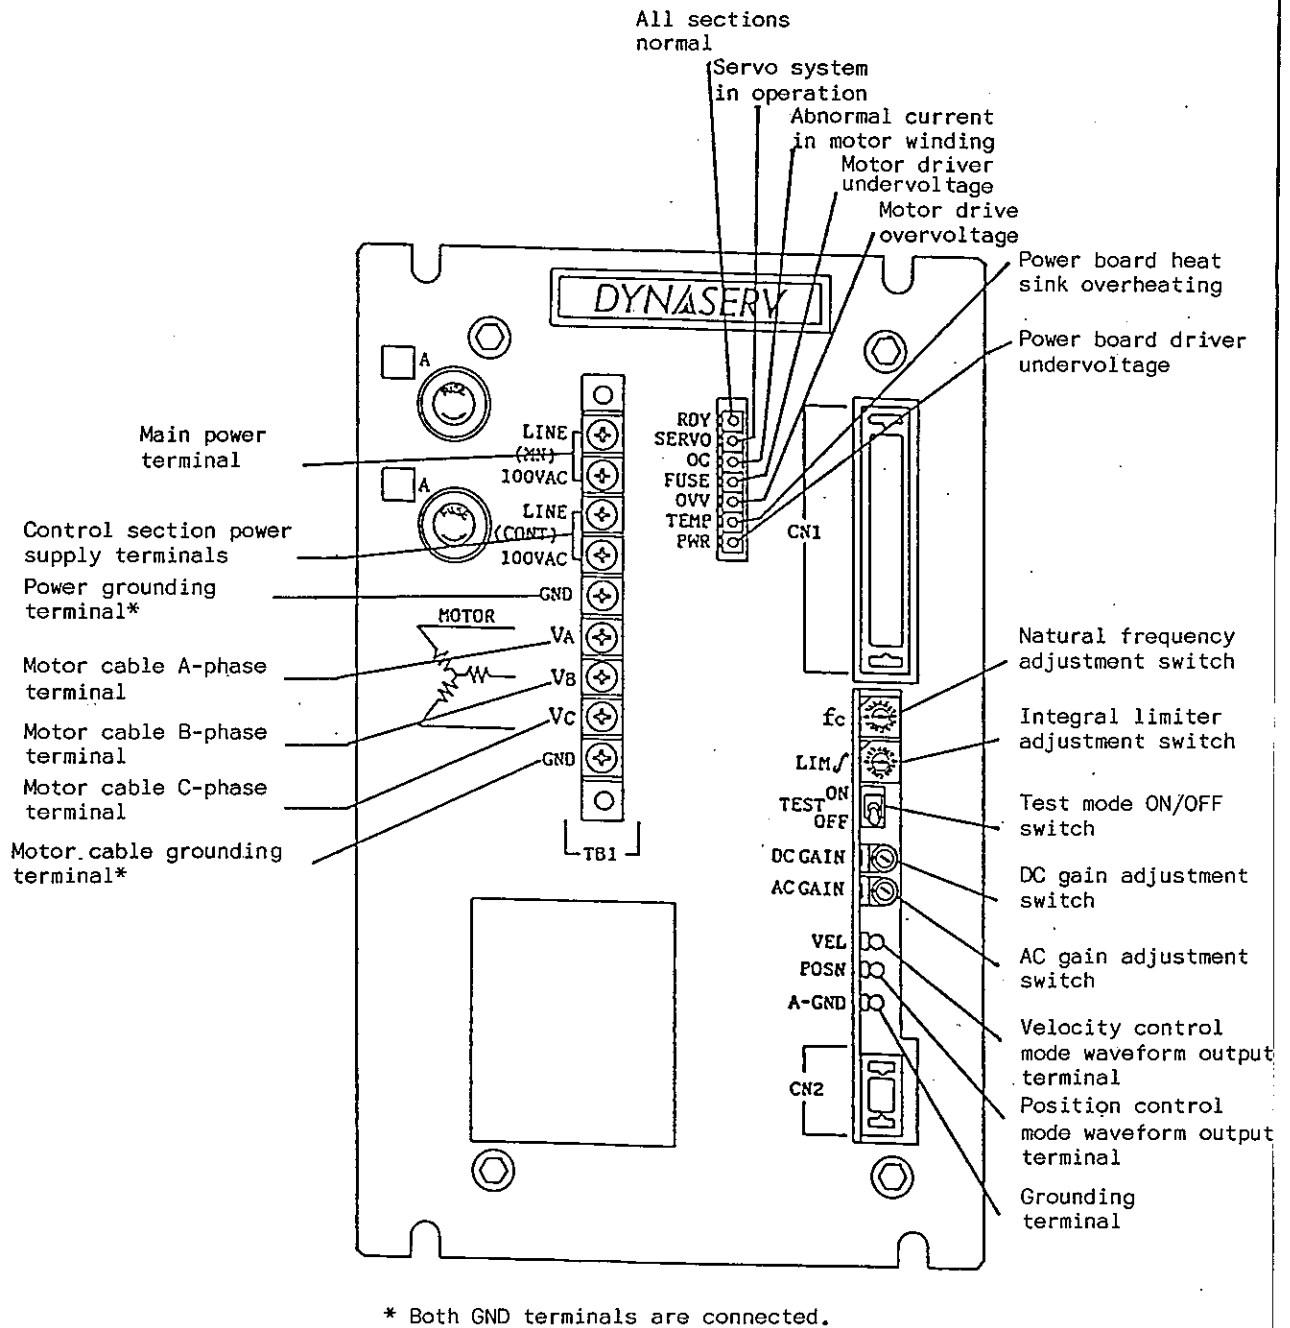 All sections
normal
Servo system
in operation
Abnormal current
in motor winding
Motor driver
undervoltage
Motor drive
overvoltage
Power board heat
sink overheating
Power board driver
undervoltage
DYNASERV
A
FUSE
A
FUSE
Main power
terminal
Control section power
supply terminals
Power grounding
terminal*
Motor cable A-phase
terminal
Motor cable B-phase
terminal
Motor cable C-phase
terminal
Motor cable grounding
terminal*
LINE
(MN)
100VAC
LINE
(CONT)
100VAC
GND
MOTOR
VA
VB
VC
GND
TB1
RDY
SERVO
OC
FUSE
OVV
TEMP
PWR
CN1
fc
LIM∫
TEST ON
OFF
DC GAIN
AC GAIN
VEL
POSN
A-GND
CN2
Natural frequency
adjustment switch
Integral limiter
adjustment switch
Test mode ON/OFF
switch
DC gain adjustment
switch
AC gain adjustment
switch
Velocity control
mode waveform output
terminal
Position control
mode waveform output
terminal
Grounding
terminal
* Both GND terminals are connected.